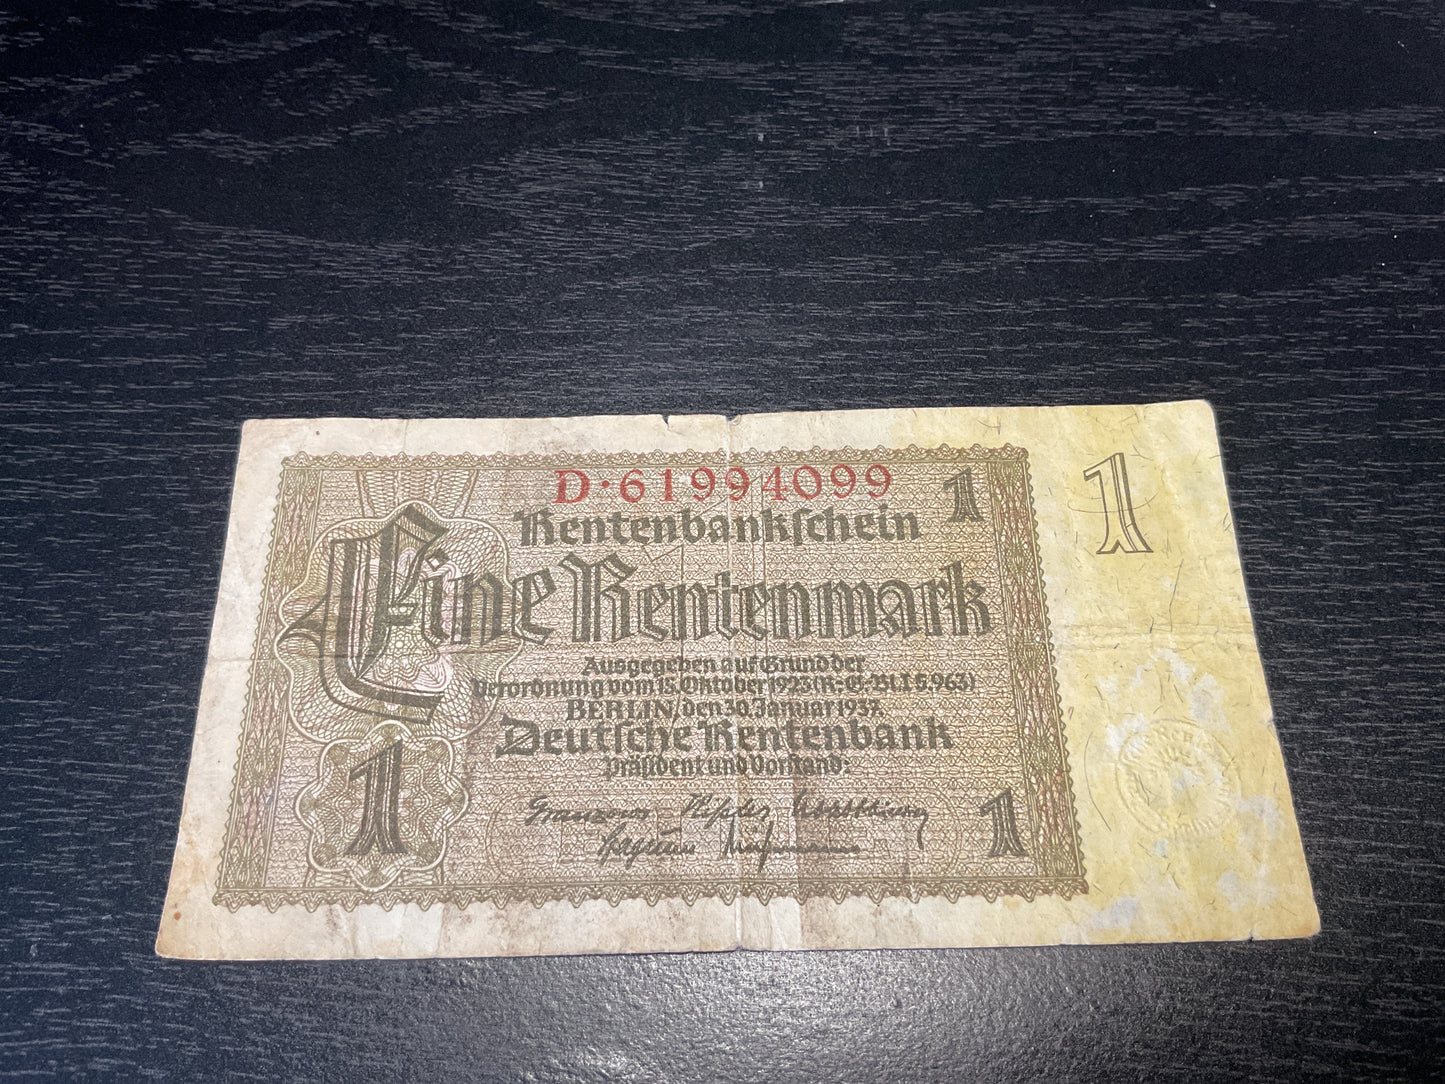 D·61994099
1
1
Rentenbankschein
Eine Rentenmark
Ausgegeben auf Grund der
Verordnung vom 15. Oktober 1923 (R.-G.-Bl. I S. 963)
BERLIN, den 30. Januar 1937.
Deutsche Rentenbank
Präsident und Vorstand:
1
1